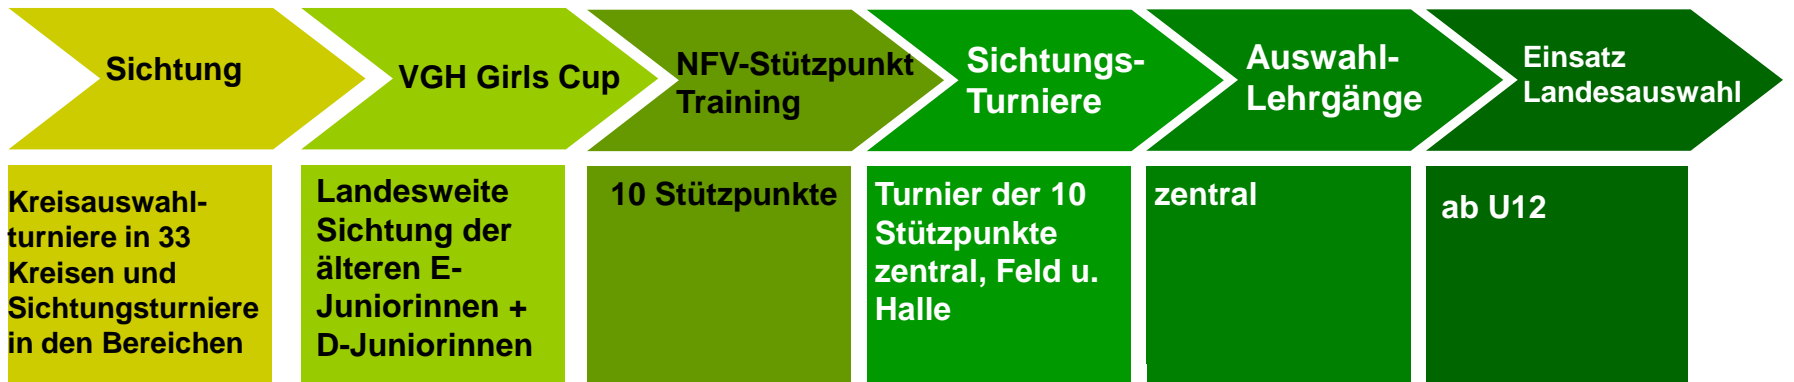 Sichtung
VGH Girls Cup
NFV-Stützpunkt
Training
Sichtungs-
Turniere
Auswahl-
Lehrgänge
Einsatz
Landesauswahl
Kreisauswahl-
turniere in 33
Kreisen und
Sichtungsturniere
in den Bereichen
Landesweite
Sichtung der
älteren E-
Juniorinnen +
D-Juniorinnen
10 Stützpunkte
Turnier der 10
Stützpunkte
zentral, Feld u.
Halle
zentral
ab U12